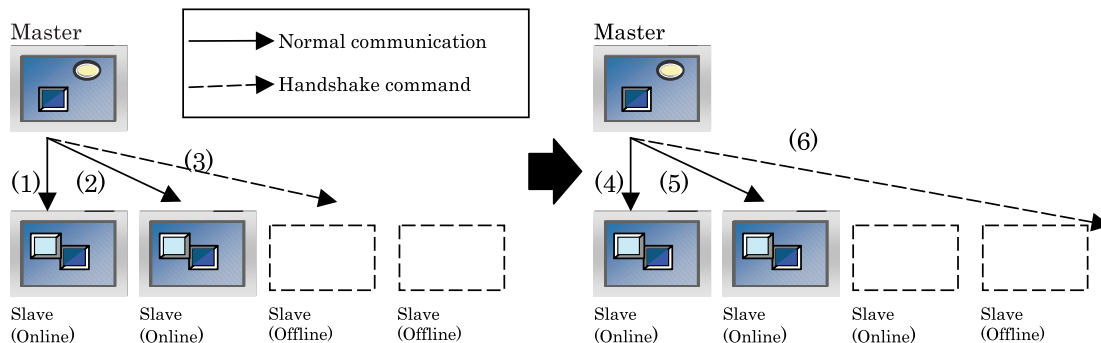 Master
Normal communication
Handshake command
(1)
(2)
(3)
Slave
(Online)
Slave
(Online)
Slave
(Offline)
Slave
(Offline)
Master
(4)
(5)
(6)
Slave
(Online)
Slave
(Online)
Slave
(Online)
Slave
(Offline)